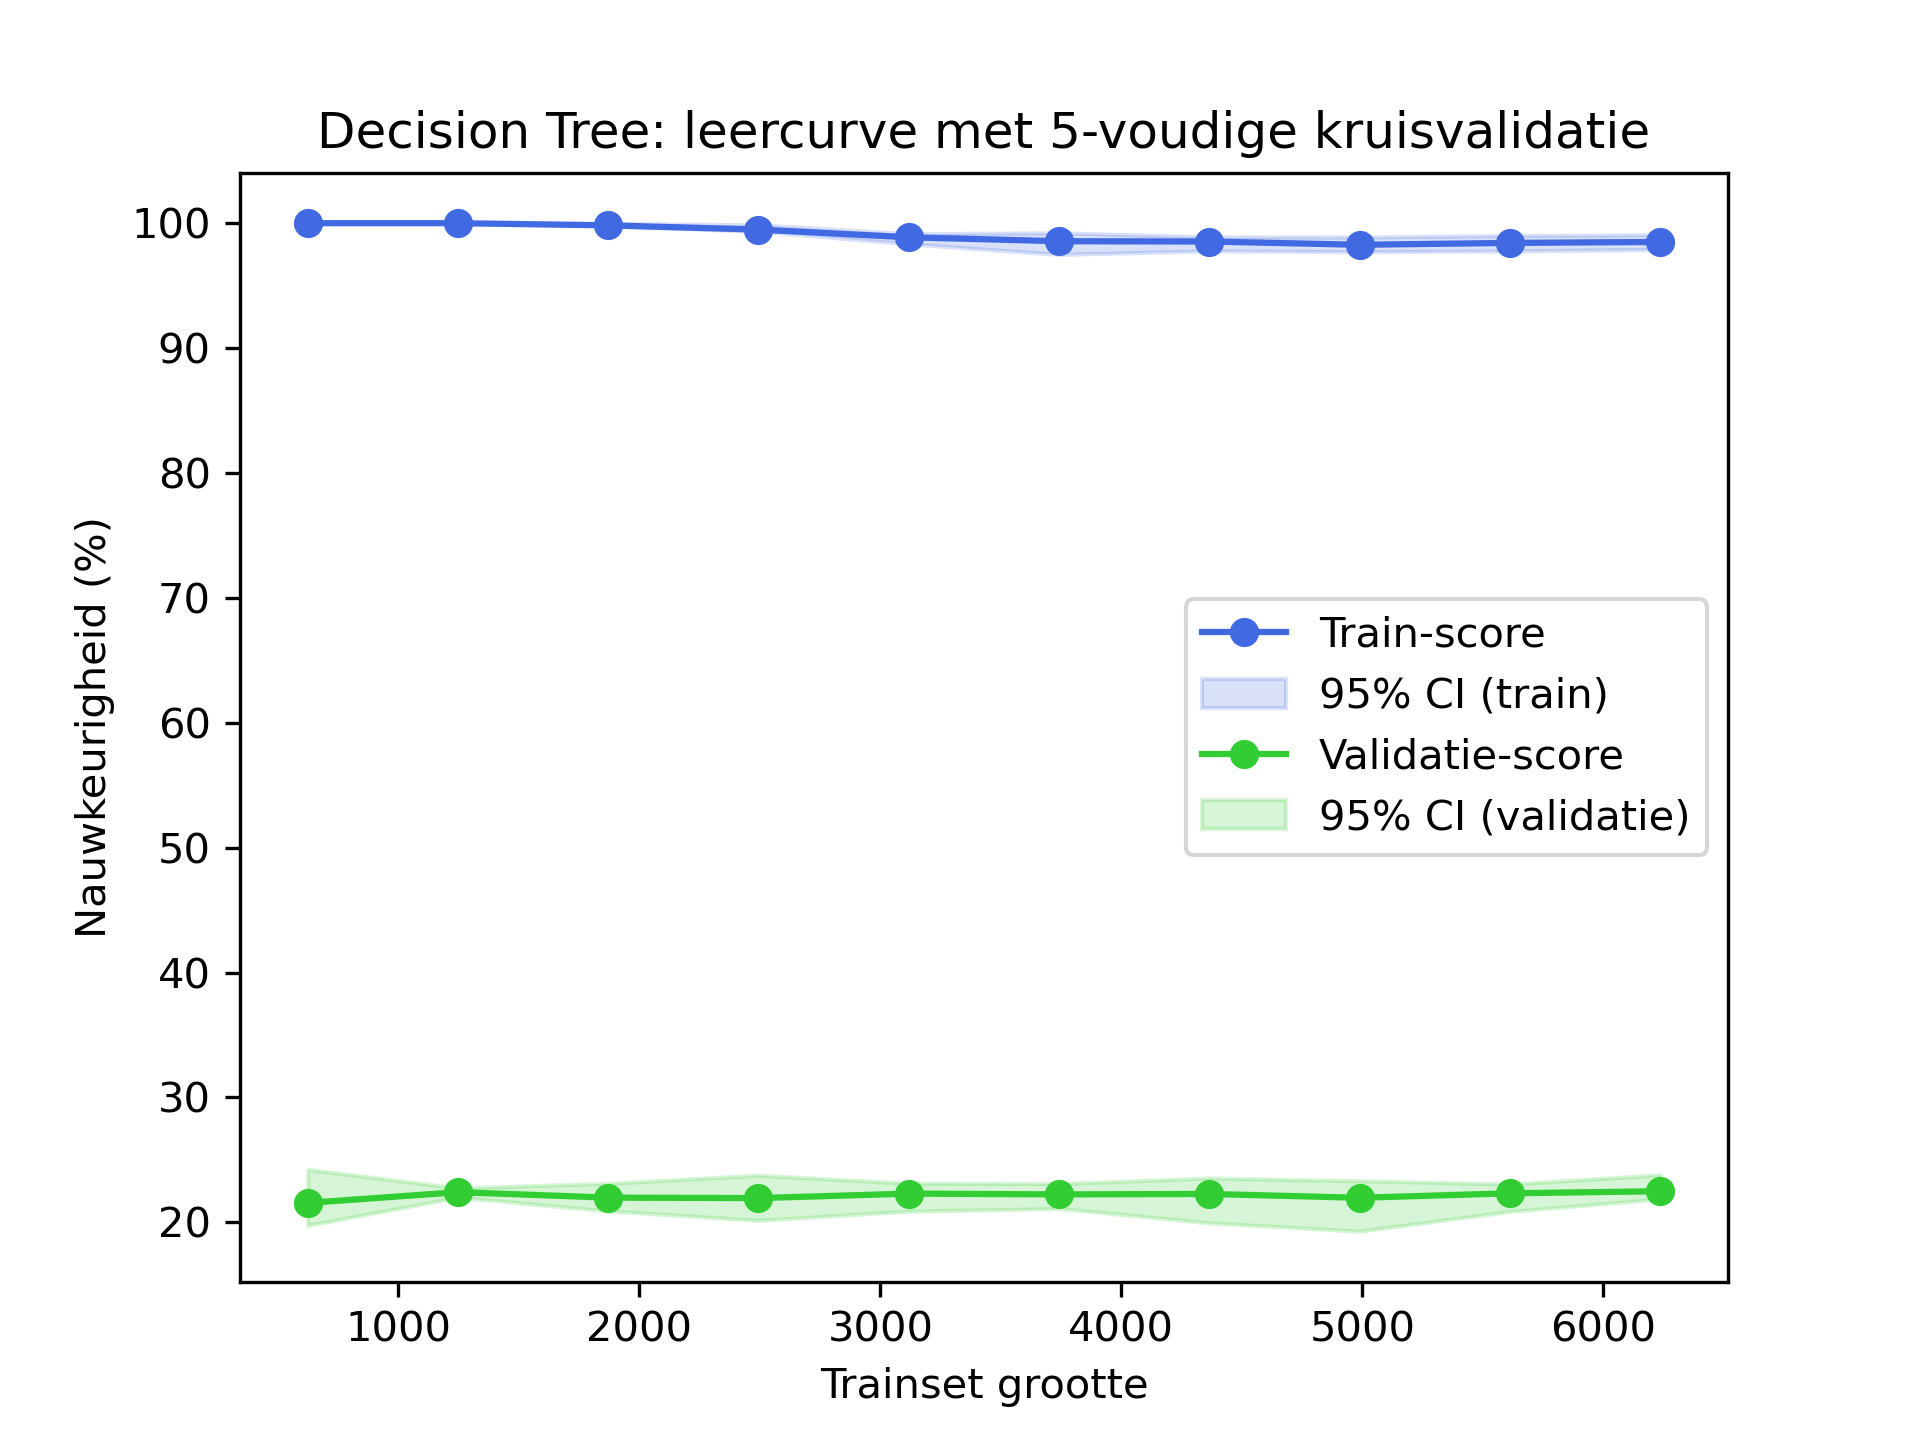 Decision Tree: leercurve met 5-voudige kruisvalidatie
100
90
80
70
60
50
40
30
20
Nauwkeurigheid (%)
Train-score
95% CI (train)
Validatie-score
95% CI (validatie)
1000 2000 3000 4000 5000 6000
Trainset grootte